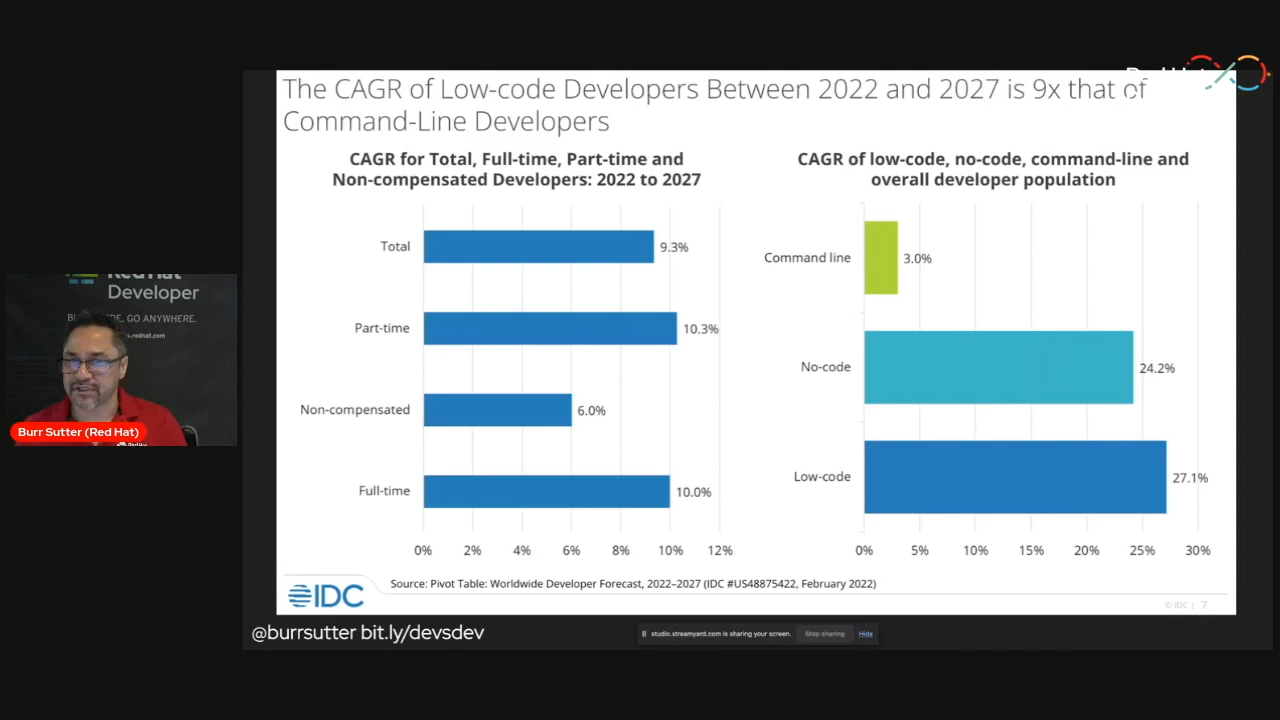 The CAGR of Low-code Developers Between 2022 and 2027 is 9x that of
Command-Line Developers
CAGR for Total, Full-time, Part-time and
Non-compensated Developers: 2022 to 2027
Total
9.3%
Part-time
10.3%
Non-compensated
6.0%
Full-time
10.0%
0% 2% 4% 6% 8% 10% 12%
CAGR of low-code, no-code, command-line and
overall developer population
Command line
3.0%
No-code
24.2%
Low-code
27.1%
0% 5% 10% 15% 20% 25% 30%
IDC
Source: Pivot Table: Worldwide Developer Forecast, 2022–2027 (IDC #US48875422, February 2022)
© IDC | 7
Red Hat
Developer
GO ANYWHERE.
Burr Sutter (Red Hat)
@burrsutter bit.ly/devsdev
studio.streamyard.com is sharing your screen.
Stop sharing
Hide